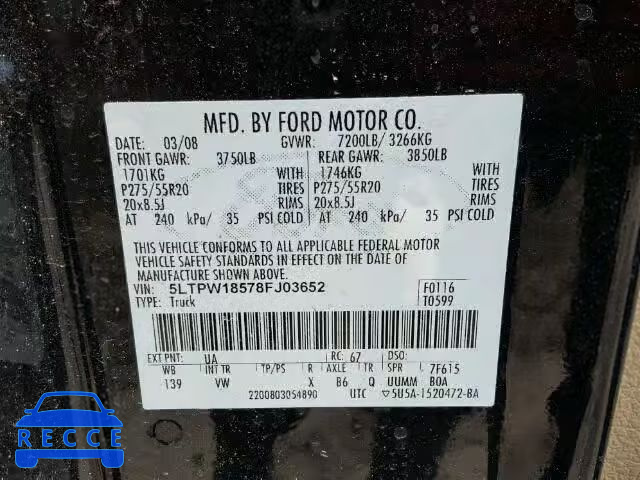 MFD. BY FORD MOTOR CO.
DATE: 03/08 GVWR: 7200LB/ 3266KG
FRONT GAWR: 3750LB REAR GAWR: 3850LB
1701KG WITH 1746KG WITH
P275/55R20 TIRES P275/55R20 TIRES
20x8.5J RIMS 20x8.5J RIMS
AT 240 kPa/ 35 PSI COLD AT 240 kPa/ 35 PSI COLD
THIS VEHICLE CONFORMS TO ALL APPLICABLE FEDERAL MOTOR
VEHICLE SAFETY STANDARDS IN EFFECT ON THE DATE OF
MANUFACTURE SHOWN ABOVE.
VIN: 5LTPW18578FJ03652 F0116
TYPE: Truck T0599
EXT PNT: UA RC: 67 DSO:
WB INT TR TP/PS R AXLE TR SPR 7F615
139 VW X B6 Q UUMM BOA
2200803054890 UTC ▽5U5A-1520472-BA
RECCE